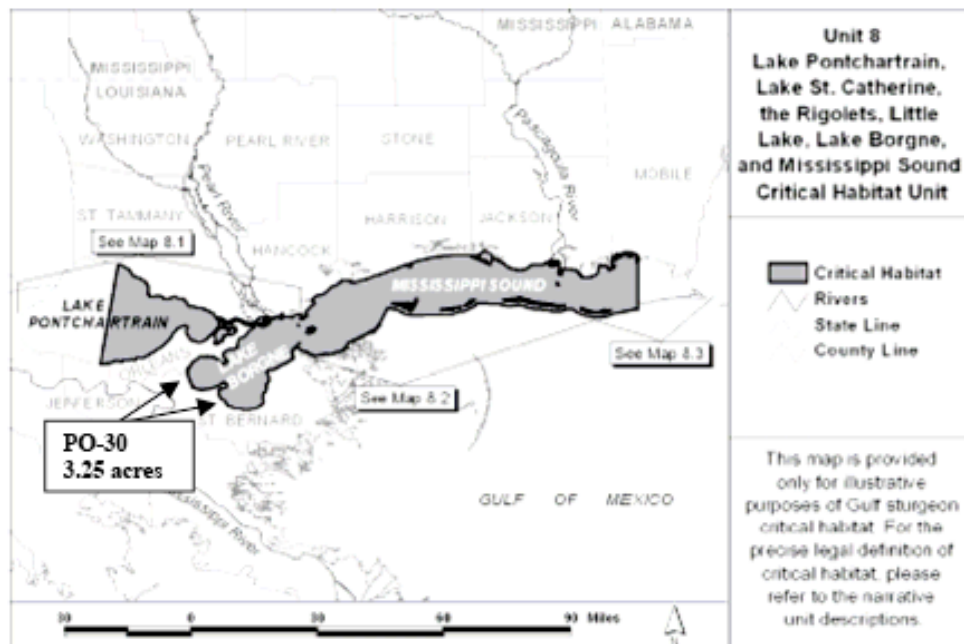 MISSISSIPPI ALABAMA
MISSISSIPPI
LOUISIANA
WASHINGTON
PEARL RIVER
STONE
Pascagoula River
MOBILE
Pearl River
ST TAMMANY
HARRISON
JACKSON
HANCOCK
See Map 8.1
LAKE
PONTCHARTRAIN
MISSISSIPPI SOUND
ORLEANS
LAKE
BORGNE
See Map 8.3
JEFFERSON
See Map 8.2
ST BERNARD
PO-30
3.25 acres
Mississippi River
GULF OF MEXICO
30 0 30 60 90 Miles
N
Unit 8
Lake Pontchartrain,
Lake St. Catherine,
the Rigolets, Little
Lake, Lake Borgne,
and Mississippi Sound
Critical Habitat Unit
Critical Habitat
Rivers
State Line
County Line
This map is provided
only for illustrative
purposes of Gulf sturgeon
critical habitat. For the
precise legal definition of
critical habitat, please
refer to the narrative
unit descriptions.